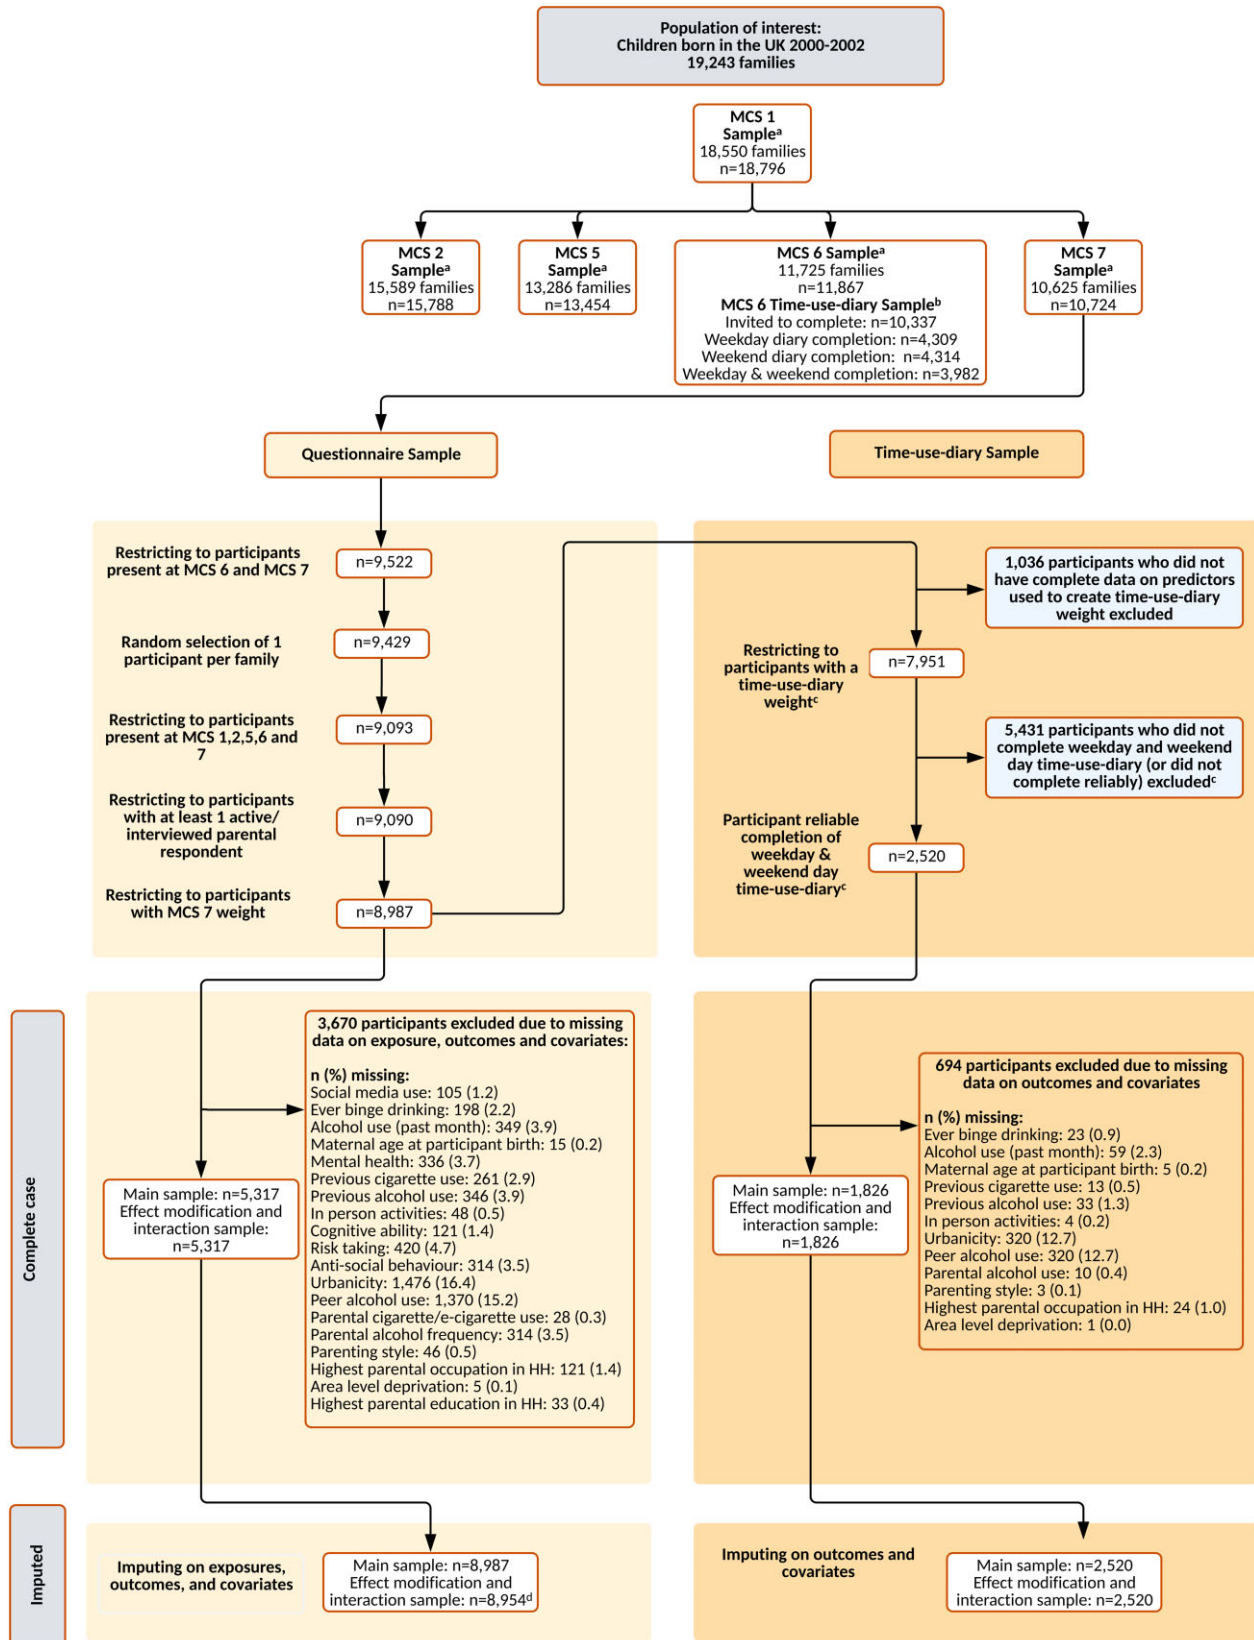 Population of interest:
Children born in the UK 2000-2002
19,243 families
MCS 1
Sampleᵃ
18,550 families
n=18,796
MCS 2
Sampleᵃ
15,589 families
n=15,788
MCS 5
Sampleᵃ
13,286 families
n=13,454
MCS 6 Sampleᵃ
11,725 families
n=11,867
MCS 6 Time-use-diary Sampleᵇ
Invited to complete: n=10,337
Weekday diary completion: n=4,309
Weekend diary completion: n=4,314
Weekday & weekend completion: n=3,982
MCS 7
Sampleᵃ
10,625 families
n=10,724
Questionnaire Sample
Time-use-diary Sample
Restricting to participants
present at MCS 6 and MCS 7
n=9,522
Random selection of 1
participant per family
n=9,429
Restricting to participants
present at MCS 1,2,5,6 and
7
n=9,093
Restricting to participants
with at least 1 active/
interviewed parental
respondent
n=9,090
Restricting to participants
with MCS 7 weight
n=8,987
1,036 participants who did not
have complete data on predictors
used to create time-use-diary
weight excluded
Restricting to
participants with a
time-use-diary
weightᶜ
n=7,951
5,431 participants who did not
complete weekday and weekend
day time-use-diary (or did not
complete reliably) excludedᶜ
Participant reliable
completion of
weekday &
weekend day
time-use-diaryᶜ
n=2,520
Complete case
3,670 participants excluded due to missing
data on exposure, outcomes and covariates:
n (%) missing:
Social media use: 105 (1.2)
Ever binge drinking: 198 (2.2)
Alcohol use (past month): 349 (3.9)
Maternal age at participant birth: 15 (0.2)
Mental health: 336 (3.7)
Previous cigarette use: 261 (2.9)
Previous alcohol use: 346 (3.9)
In person activities: 48 (0.5)
Cognitive ability: 121 (1.4)
Risk taking: 420 (4.7)
Anti-social behaviour: 314 (3.5)
Urbanicity: 1,476 (16.4)
Peer alcohol use: 1,370 (15.2)
Parental cigarette/e-cigarette use: 28 (0.3)
Parental alcohol frequency: 314 (3.5)
Parenting style: 46 (0.5)
Highest parental occupation in HH: 121 (1.4)
Area level deprivation: 5 (0.1)
Highest parental education in HH: 33 (0.4)
Main sample: n=5,317
Effect modification and
interaction sample:
n=5,317
694 participants excluded due to missing
data on outcomes and covariates
n (%) missing:
Ever binge drinking: 23 (0.9)
Alcohol use (past month): 59 (2.3)
Maternal age at participant birth: 5 (0.2)
Previous cigarette use: 13 (0.5)
Previous alcohol use: 33 (1.3)
In person activities: 4 (0.2)
Urbanicity: 320 (12.7)
Peer alcohol use: 320 (12.7)
Parental alcohol use: 10 (0.4)
Parenting style: 3 (0.1)
Highest parental occupation in HH: 24 (1.0)
Area level deprivation: 1 (0.0)
Main sample: n=1,826
Effect modification and
interaction sample:
n=1,826
Imputed
Imputing on exposures,
outcomes, and covariates
Main sample: n=8,987
Effect modification and
interaction sample: n=8,954ᵈ
Imputing on outcomes and
covariates
Main sample: n=2,520
Effect modification and
interaction sample: n=2,520